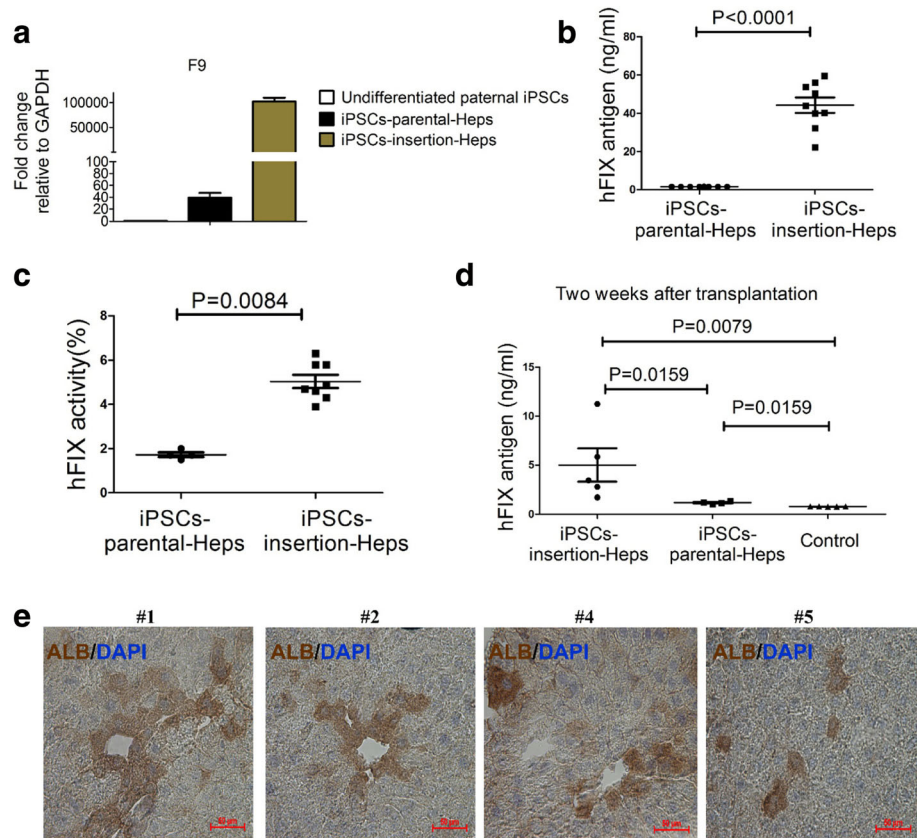 a
F9
Fold change
relative to GAPDH
100000
50000
100
80
60
40
20
0
Undifferentiated paternal iPSCs
iPSCs-parental-Heps
iPSCs-insertion-Heps
b
P<0.0001
hFIX antigen (ng/ml)
80
60
40
20
0
iPSCs-
parental-Heps
iPSCs-
insertion-Heps
c
P=0.0084
hFIX activity(%)
8
6
4
2
0
iPSCs-
parental-Heps
iPSCs-
insertion-Heps
d
Two weeks after transplantation
P=0.0079
P=0.0159
P=0.0159
hFIX antigen (ng/ml)
15
10
5
0
iPSCs-
insertion-Heps
iPSCs-
parental-Heps
Control
e
#1
#2
#4
#5
ALB/DAPI
ALB/DAPI
ALB/DAPI
ALB/DAPI